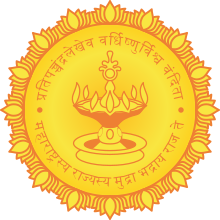 प्रतिपच्चंद्रलेखेव वर्धिष्णुर्विश्व वंदिता
महाराष्ट्रस्य राज्यस्य मुद्रा भद्राय राजते